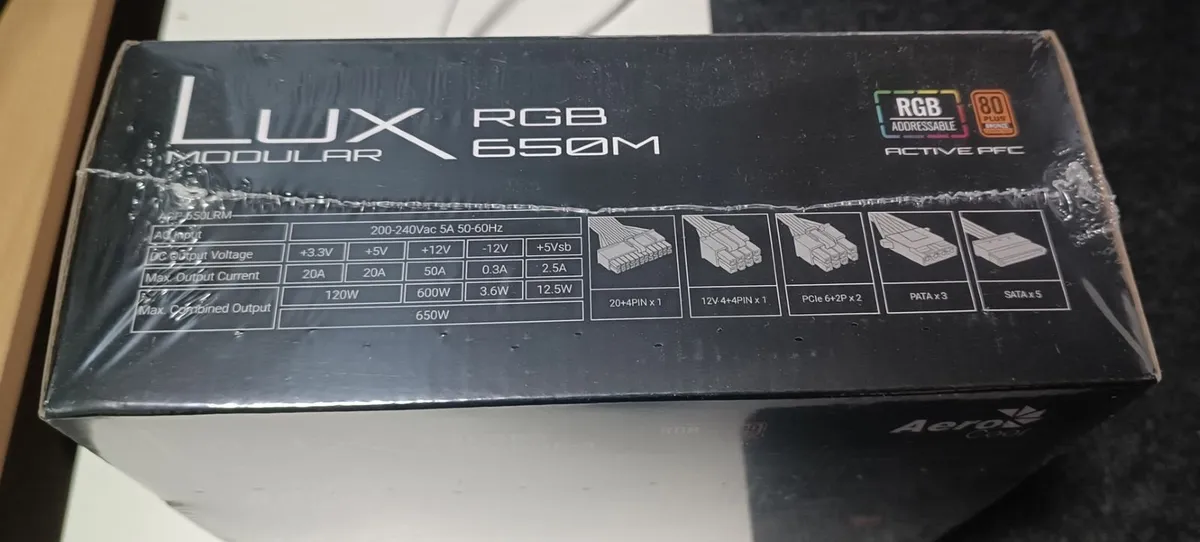 LUX RGB
MODULAR 650M
RGB
ADDRESSABLE
80
PLUS
BRONZE
ACTIVE PFC
650LRM
AC Input 200-240Vac 5A 50-60Hz
DC Output Voltage +3.3V +5V +12V -12V +5Vsb
Max. Output Current 20A 20A 50A 0.3A 2.5A
Max. Combined Output 120W 600W 3.6W 12.5W
650W
20+4PIN x 1 12V 4+4PIN x 1 PCIe 6+2P x 2 PATA x 3 SATA x 5
Aero
Cool